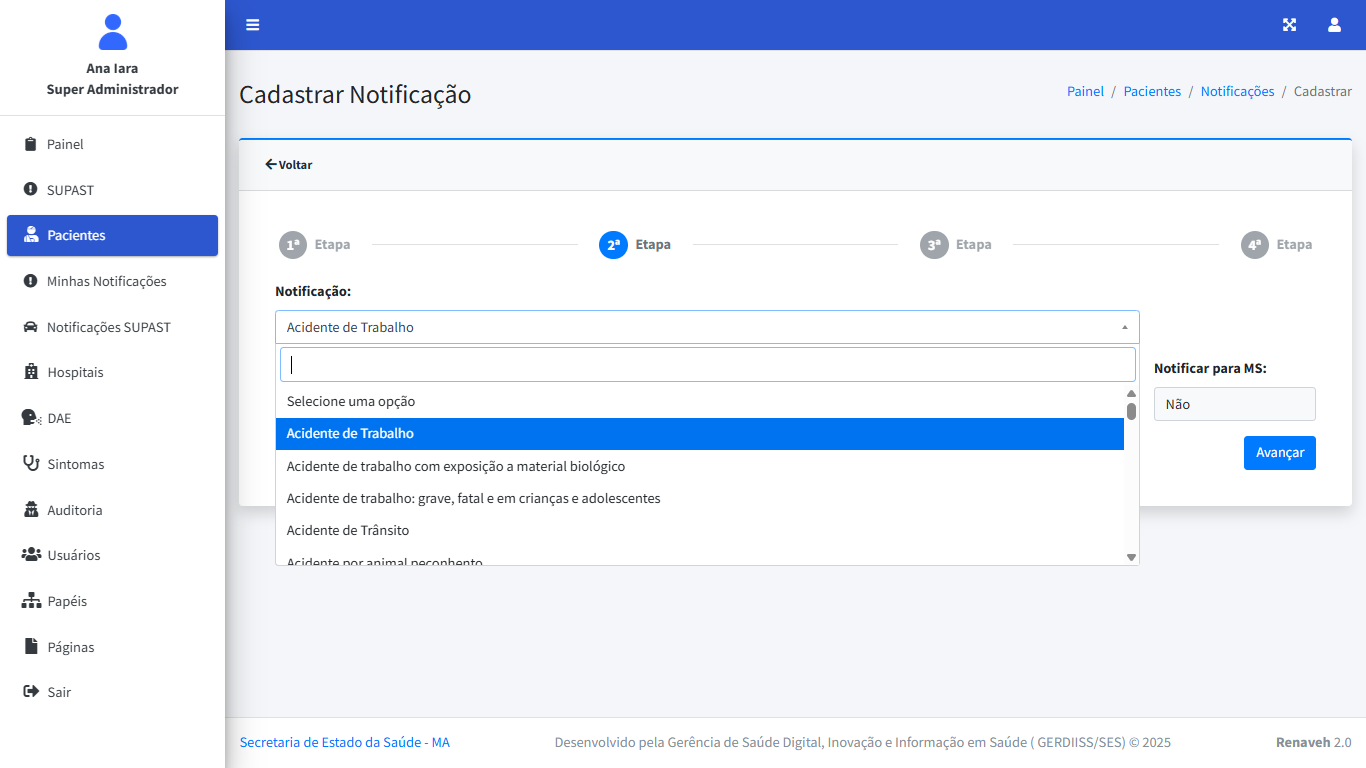 Ana Iara
Super Administrador
Painel
SUPAST
Pacientes
Minhas Notificações
Notificações SUPAST
Hospitais
DAE
Sintomas
Auditoria
Usuários
Papéis
Páginas
Sair
Cadastrar Notificação
Painel / Pacientes / Notificações / Cadastrar
Voltar
1ª Etapa 2ª Etapa 3ª Etapa 4ª Etapa
Notificação:
Acidente de Trabalho
Selecione uma opção
Acidente de Trabalho
Acidente de trabalho com exposição a material biológico
Acidente de trabalho: grave, fatal e em crianças e adolescentes
Acidente de Trânsito
Acidente por animal peçonhento
Notificar para MS:
Não
Avançar
Secretaria de Estado da Saúde - MA
Desenvolvido pela Gerência de Saúde Digital, Inovação e Informação em Saúde ( GERDIISS/SES) © 2025
Renaveh 2.0